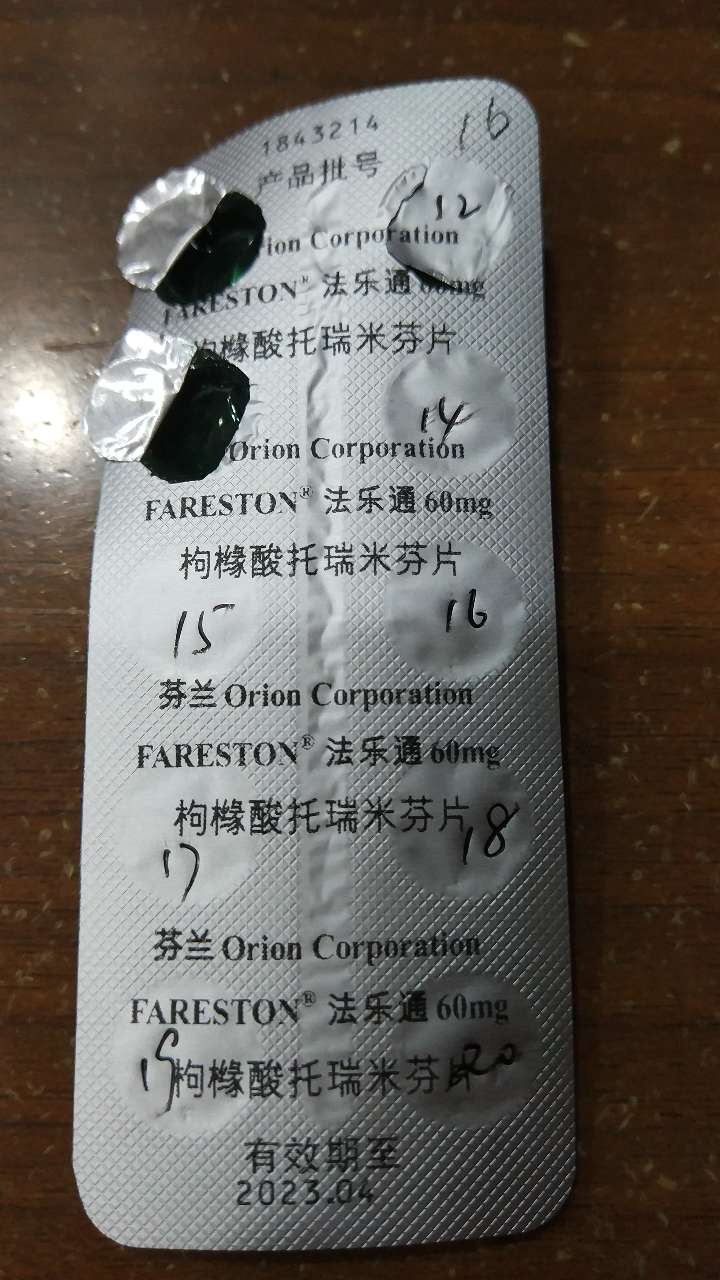 1843214
16
产品批号
12
ion Corporation
FARESTON® 法乐通 60mg
枸橼酸托瑞米芬片
14
Orion Corporation
FARESTON® 法乐通 60mg
枸橼酸托瑞米芬片
15
16
芬兰 Orion Corporation
FARESTON® 法乐通 60mg
枸橼酸托瑞米芬片
17
18
芬兰 Orion Corporation
FARESTON® 法乐通 60mg
19
枸橼酸托瑞米芬片
20
有效期至
2023.04